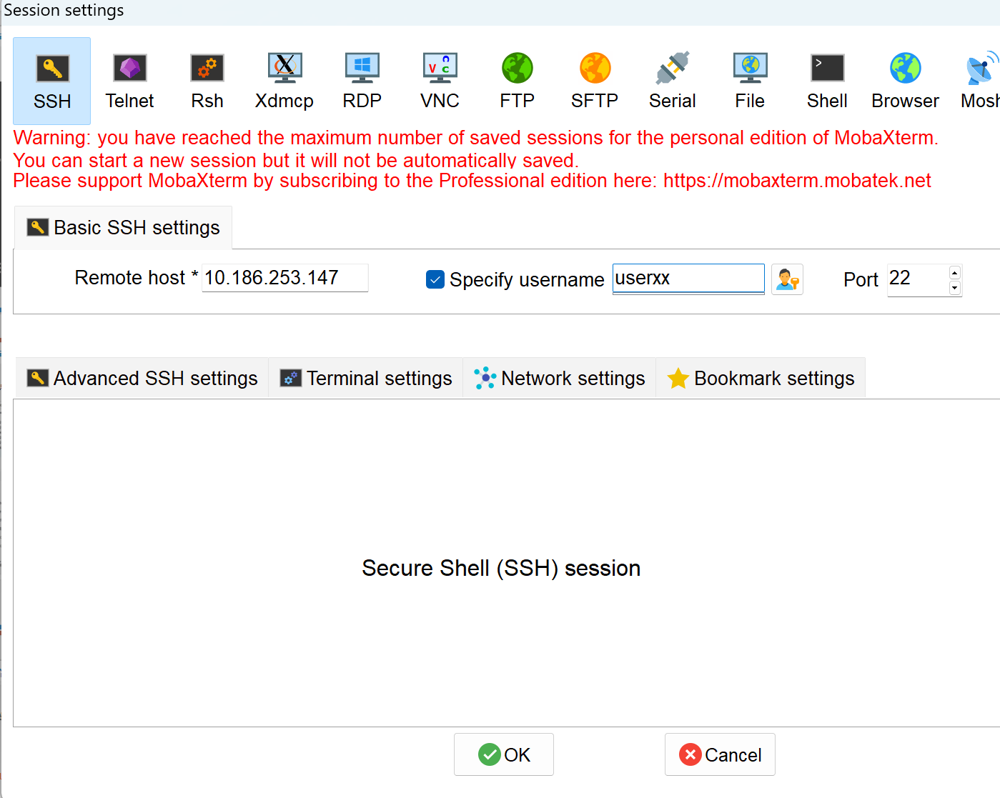 Session settings
SSH Telnet Rsh Xdmcp RDP VNC FTP SFTP Serial File Shell Browser Mosh
Warning: you have reached the maximum number of saved sessions for the personal edition of MobaXterm.
You can start a new session but it will not be automatically saved.
Please support MobaXterm by subscribing to the Professional edition here: https://mobaxterm.mobatek.net
Basic SSH settings
Remote host * 10.186.253.147 Specify username userxx Port 22
Advanced SSH settings Terminal settings Network settings Bookmark settings
Secure Shell (SSH) session
OK Cancel